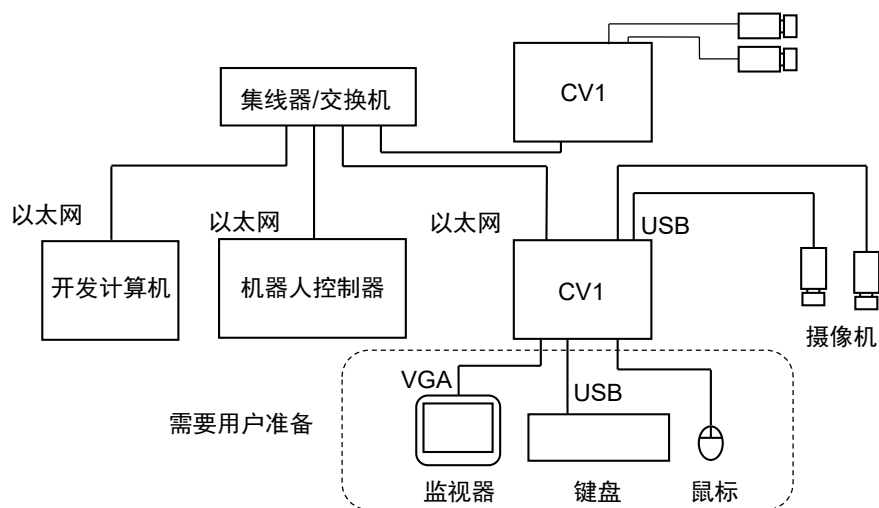 CV1
集线器/交换机
以太网
以太网
以太网
USB
开发计算机
机器人控制器
CV1
摄像机
VGA
USB
需要用户准备
监视器
键盘
鼠标